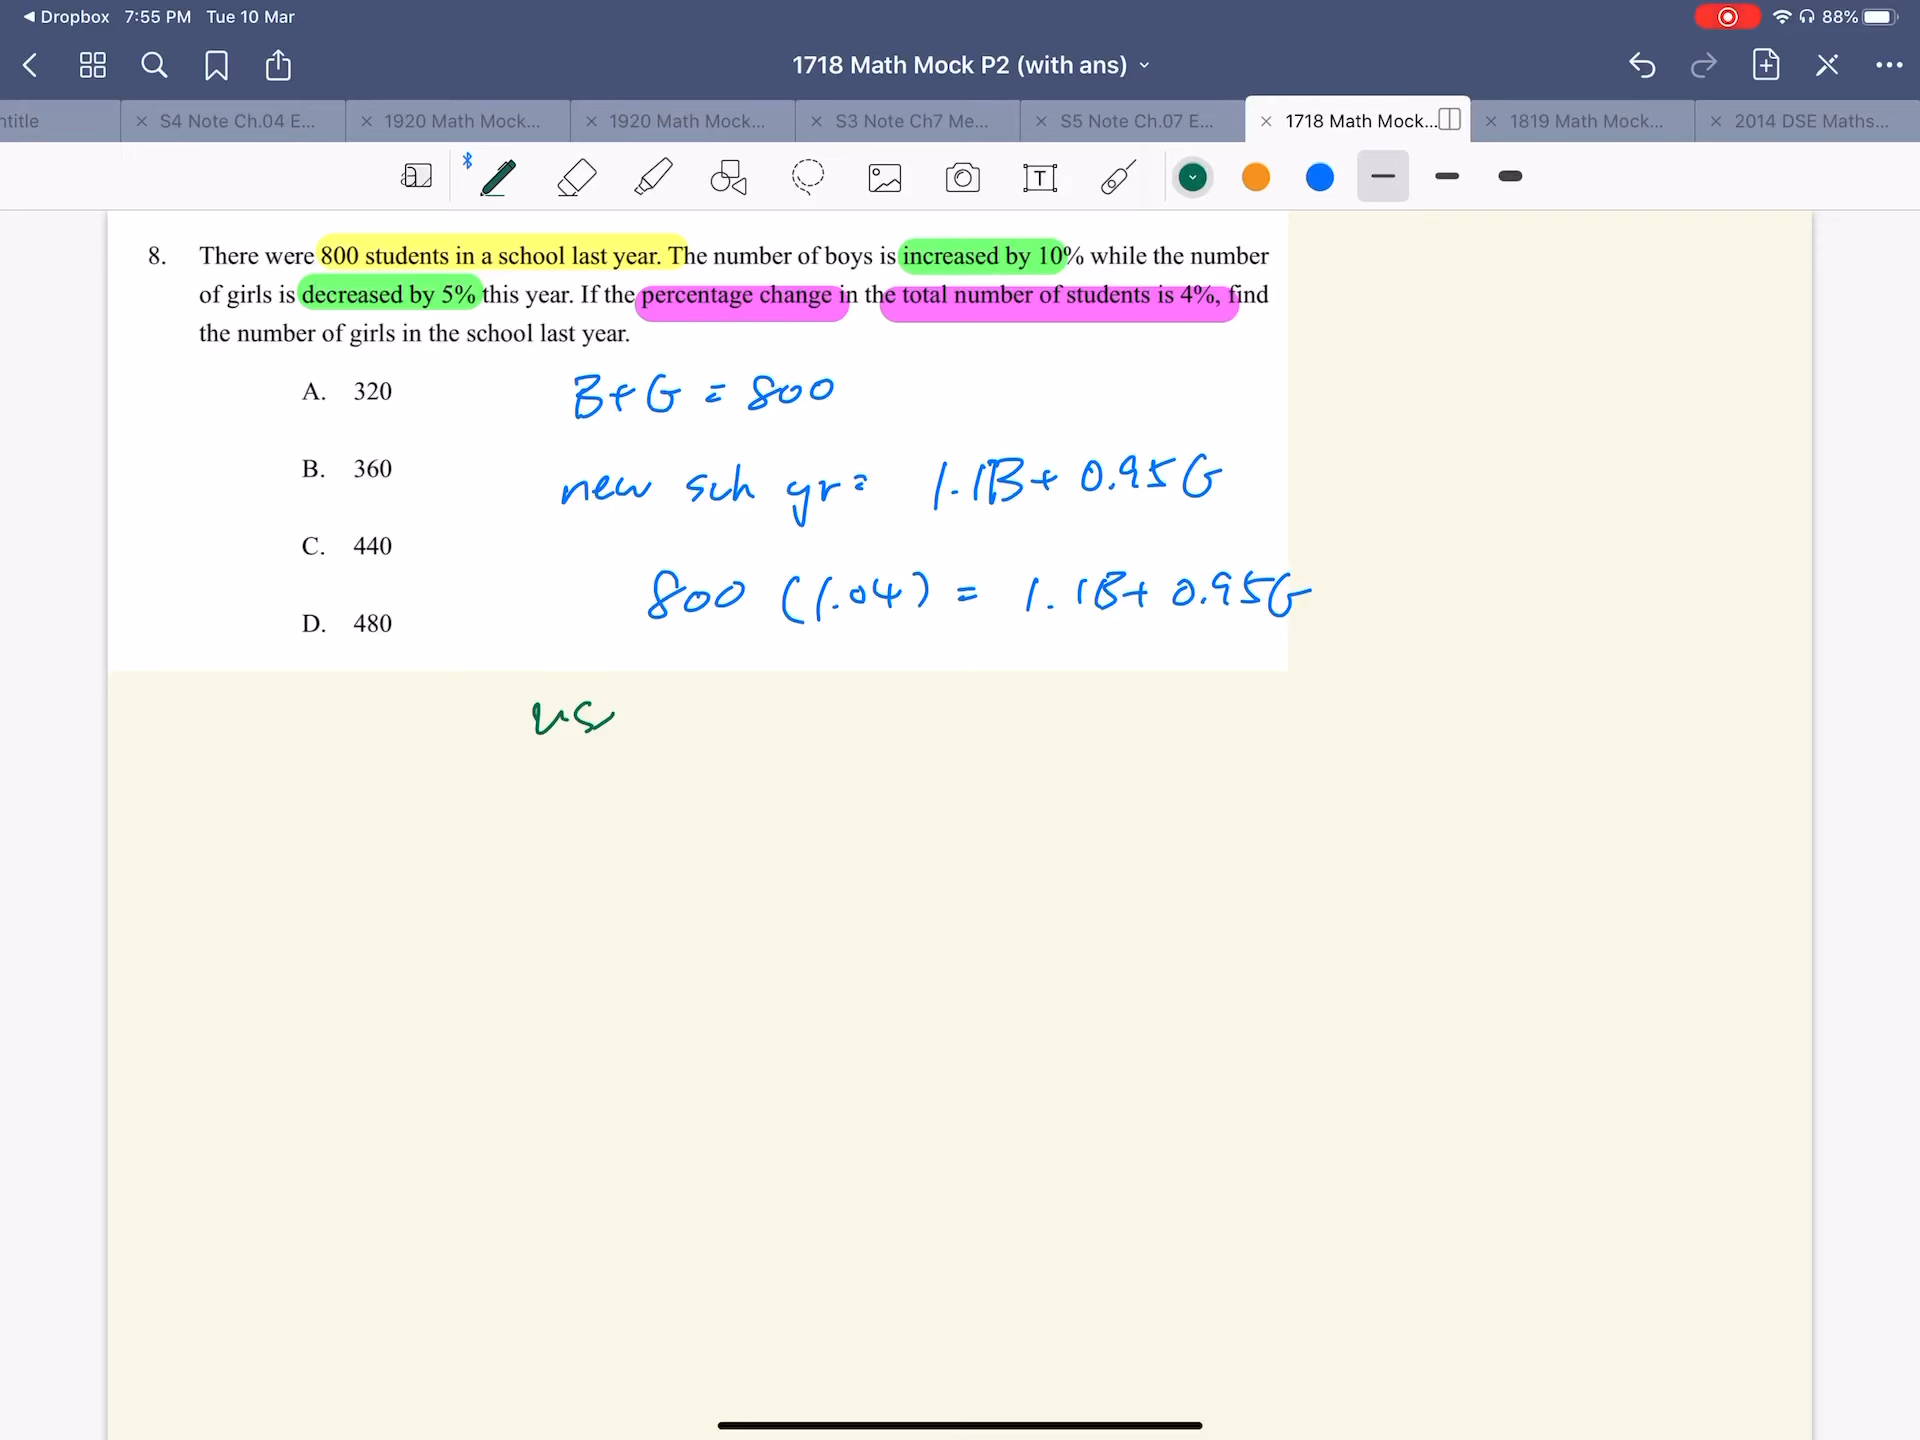 Dropbox 7:55 PM Tue 10 Mar 88%
1718 Math Mock P2 (with ans)
ntitle S4 Note Ch.04 E... 1920 Math Mock... 1920 Math Mock... S3 Note Ch7 Me... S5 Note Ch.07 E... 1718 Math Mock... 1819 Math Mock... 2014 DSE Maths...
8. There were 800 students in a school last year. The number of boys is increased by 10% while the number
of girls is decreased by 5% this year. If the percentage change in the total number of students is 4%, find
the number of girls in the school last year.
A. 320
B+G = 800
B. 360
new sch yr = 1.1B + 0.95G
C. 440
800 (1.04) = 1.1B + 0.95G
D. 480
us